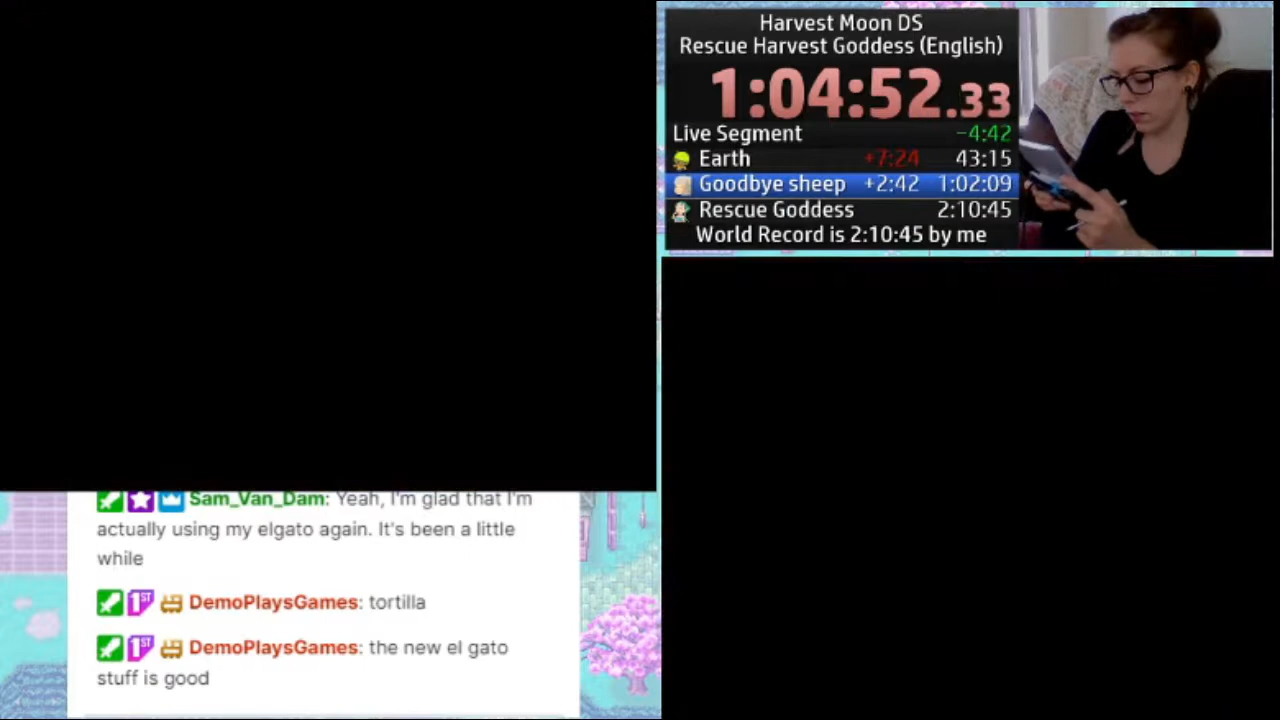 Harvest Moon DS
Rescue Harvest Goddess (English)
1:04:52.33
Live Segment -4:42
Earth +7:24 43:15
Goodbye sheep +2:42 1:02:09
Rescue Goddess 2:10:45
World Record is 2:10:45 by me
Sam_Van_Dam: Yeah, I'm glad that I'm
actually using my elgato again. It's been a little
while
1ST DemoPlaysGames: tortilla
1ST DemoPlaysGames: the new el gato
stuff is good